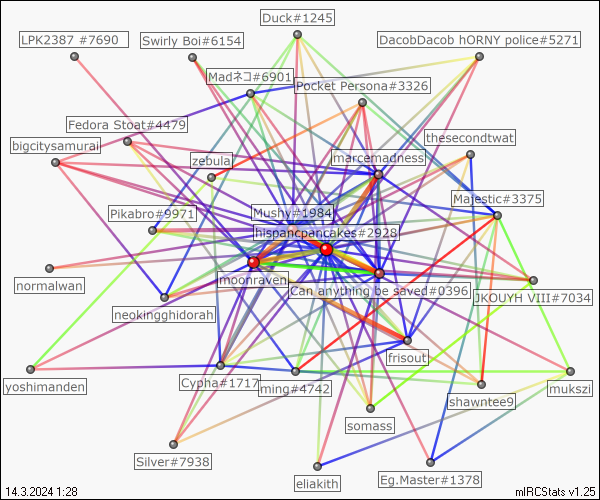 Duck#1245
LPK2387 #7690
Swirly Boi#6154
DacobDacob hORNY police#5271
Madネコ#6901
Pocket Persona#3326
Fedora Stoat#4479
thesecondtwat
bigcitysamurai
zebula
marcemadness
Majestic#3375
Pikabro#9971
Mushy#1984
hispancpancakes#2928
normalwan
moonraven
Can anything be saved#0396
JKOUYH VIII#7034
neokingghidorah
frisout
yoshimanden
Cypha#1717
ming#4742
shawntee9
mukszi
somass
Silver#7938
eliakith
Eg.Master#1378
14.3.2024 1:28
mIRCStats v1.25